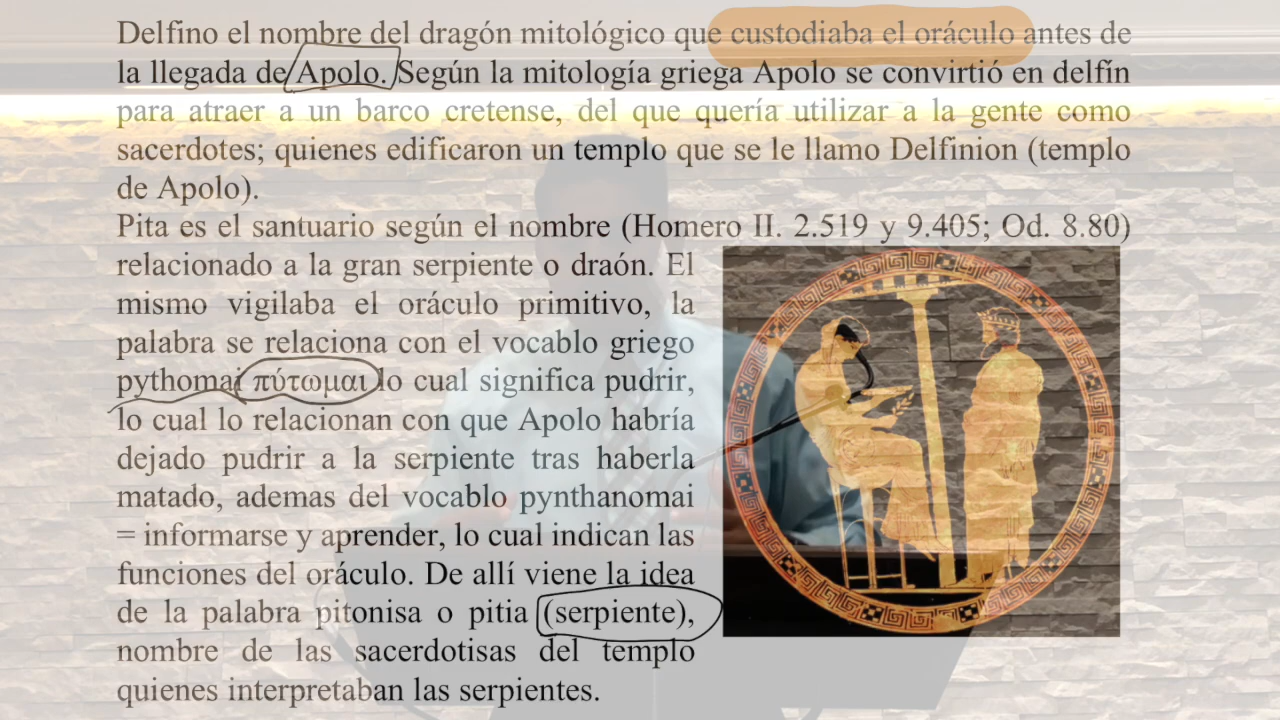 Delfino el nombre del dragón mitológico que custodiaba el oráculo antes de
la llegada de Apolo. Según la mitología griega Apolo se convirtió en delfín
para atraer a un barco cretense, del que quería utilizar a la gente como
sacerdotes; quienes edificaron un templo que se le llamo Delfinion (templo
de Apolo).
Pita es el santuario según el nombre (Homero II. 2.519 y 9.405; Od. 8.80)
relacionado a la gran serpiente o draón. El
mismo vigilaba el oráculo primitivo, la
palabra se relaciona con el vocablo griego
pythomai πύτωμαι lo cual significa pudrir,
lo cual lo relacionan con que Apolo habría
dejado pudrir a la serpiente tras haberla
matado, ademas del vocablo pynthanomai
= informarse y aprender, lo cual indican las
funciones del oráculo. De allí viene la idea
de la palabra pitonisa o pitia (serpiente),
nombre de las sacerdotisas del templo
quienes interpretaban las serpientes.